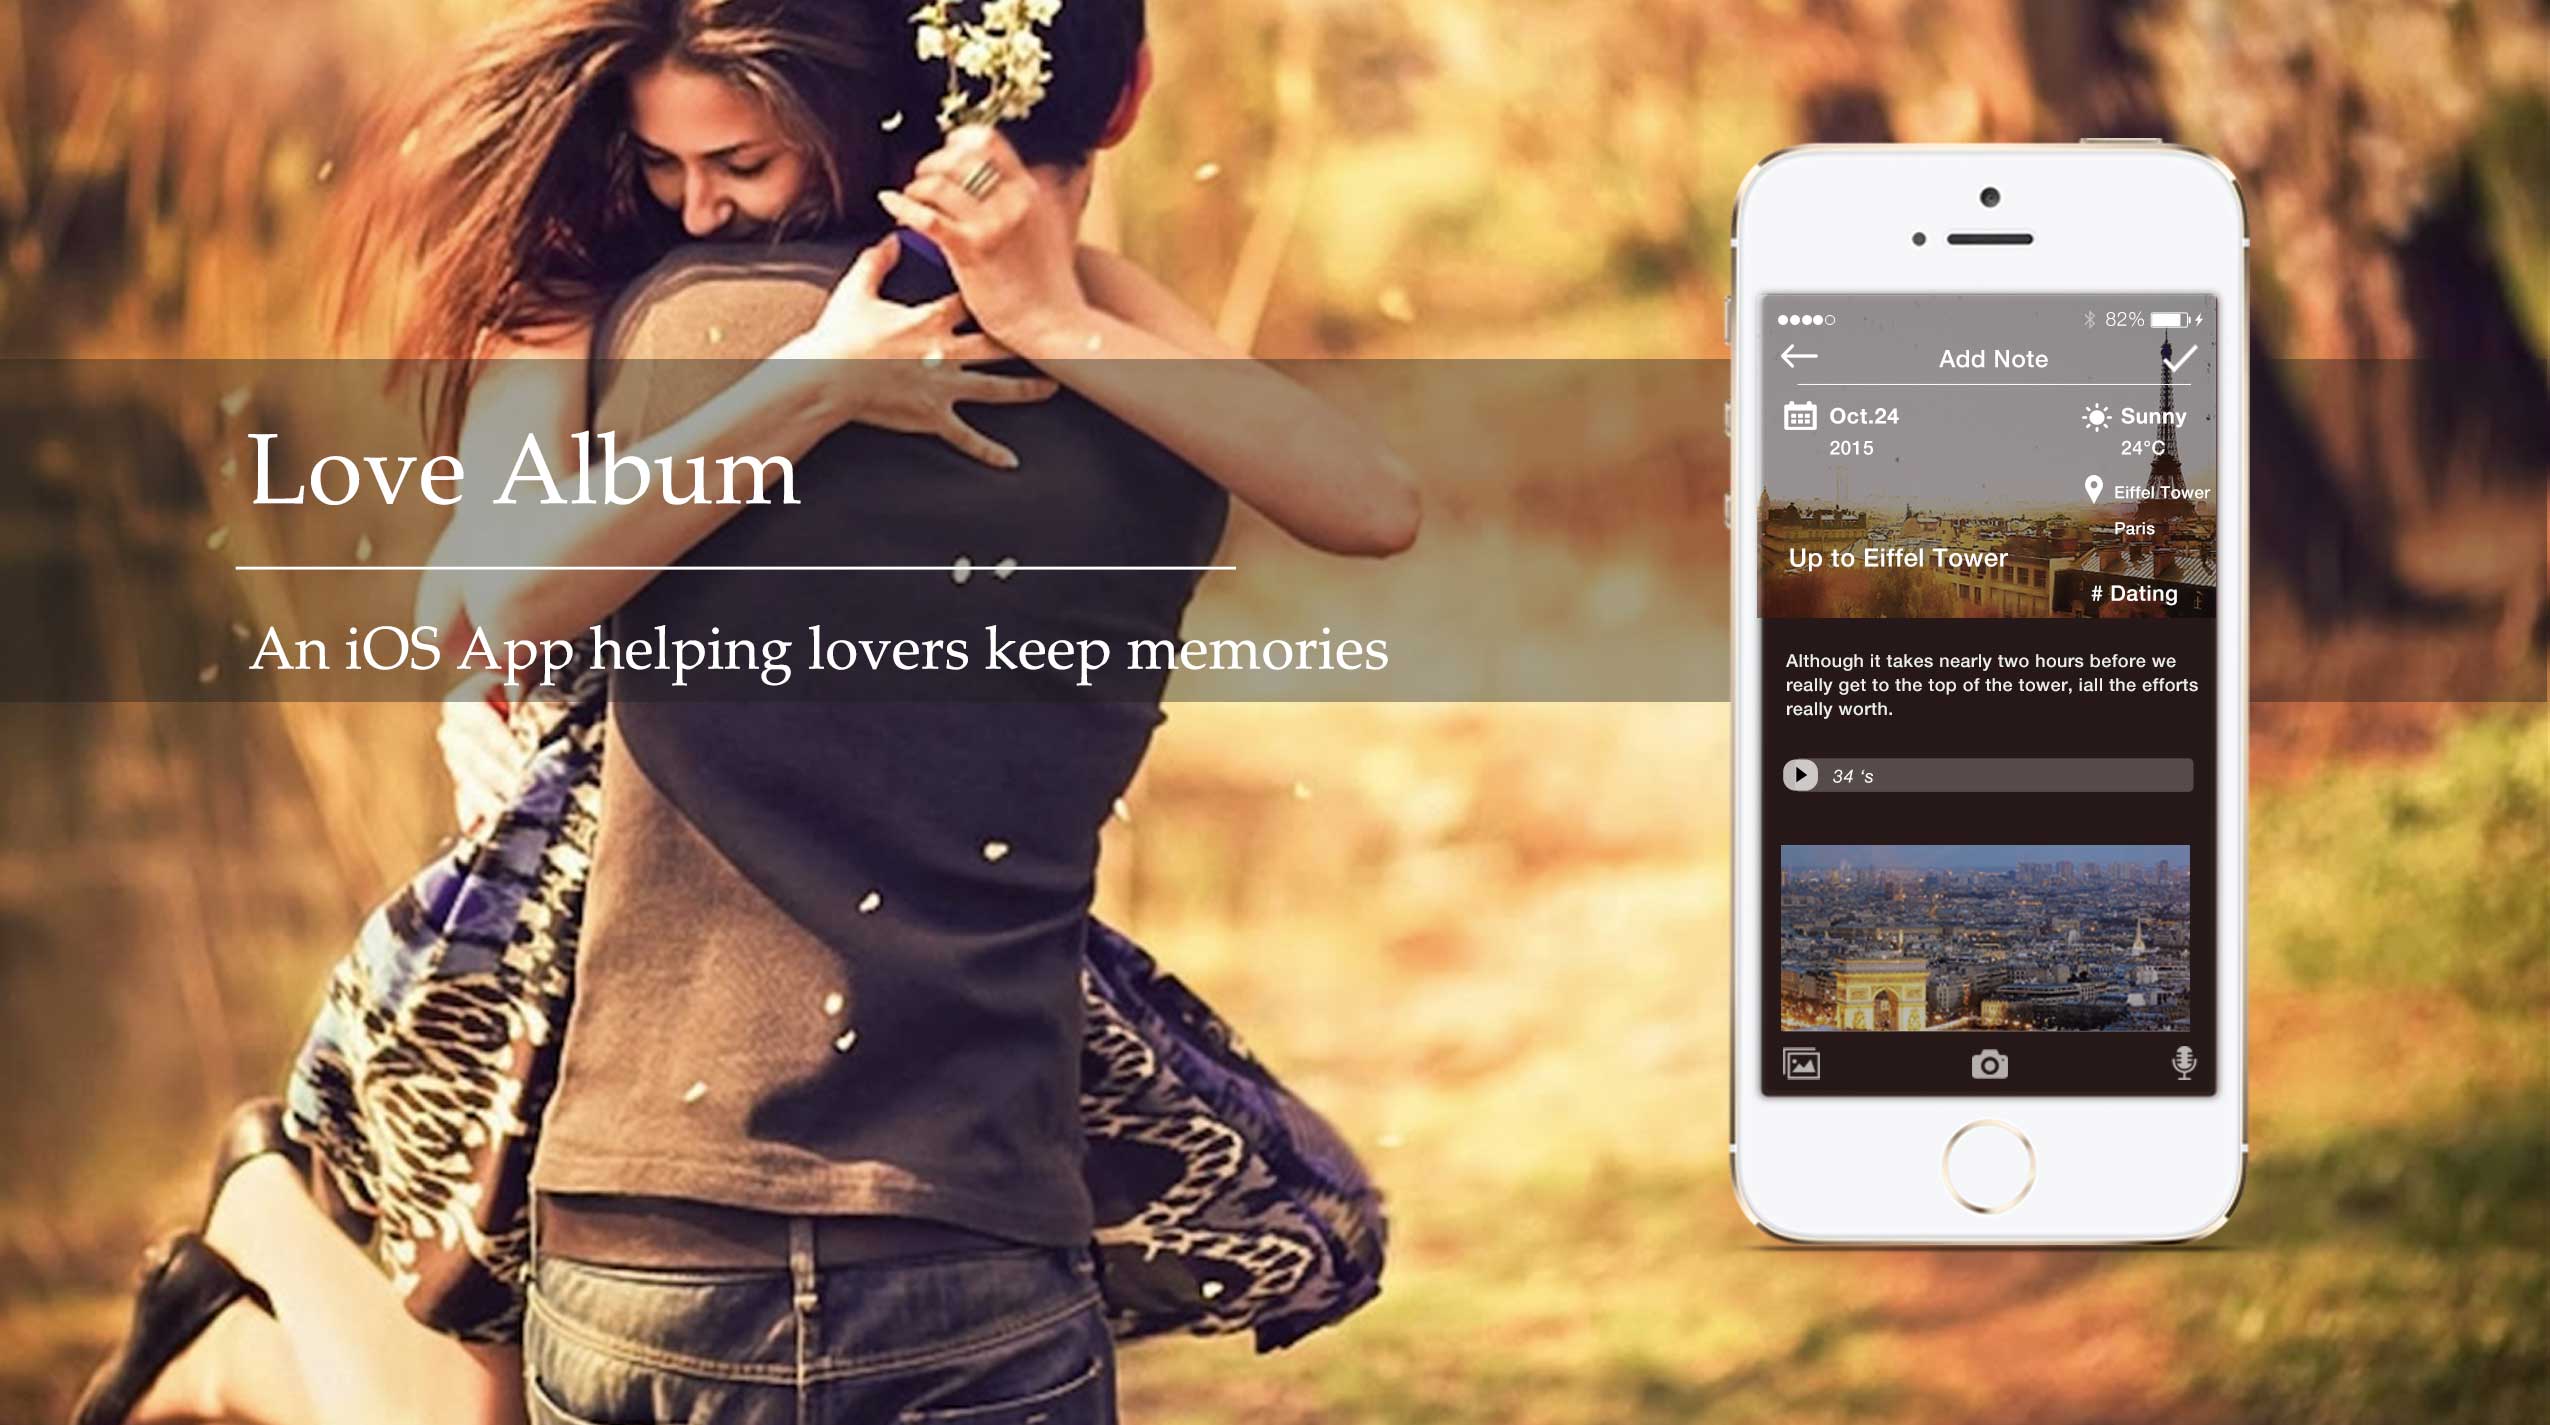 Love Album
An iOS App helping lovers keep memories
82%
Add Note
Oct.24
2015
Sunny
24°C
Eiffel Tower
Paris
Up to Eiffel Tower
# Dating
Although it takes nearly two hours before we
really get to the top of the tower, iall the efforts
really worth.
34 ‘s